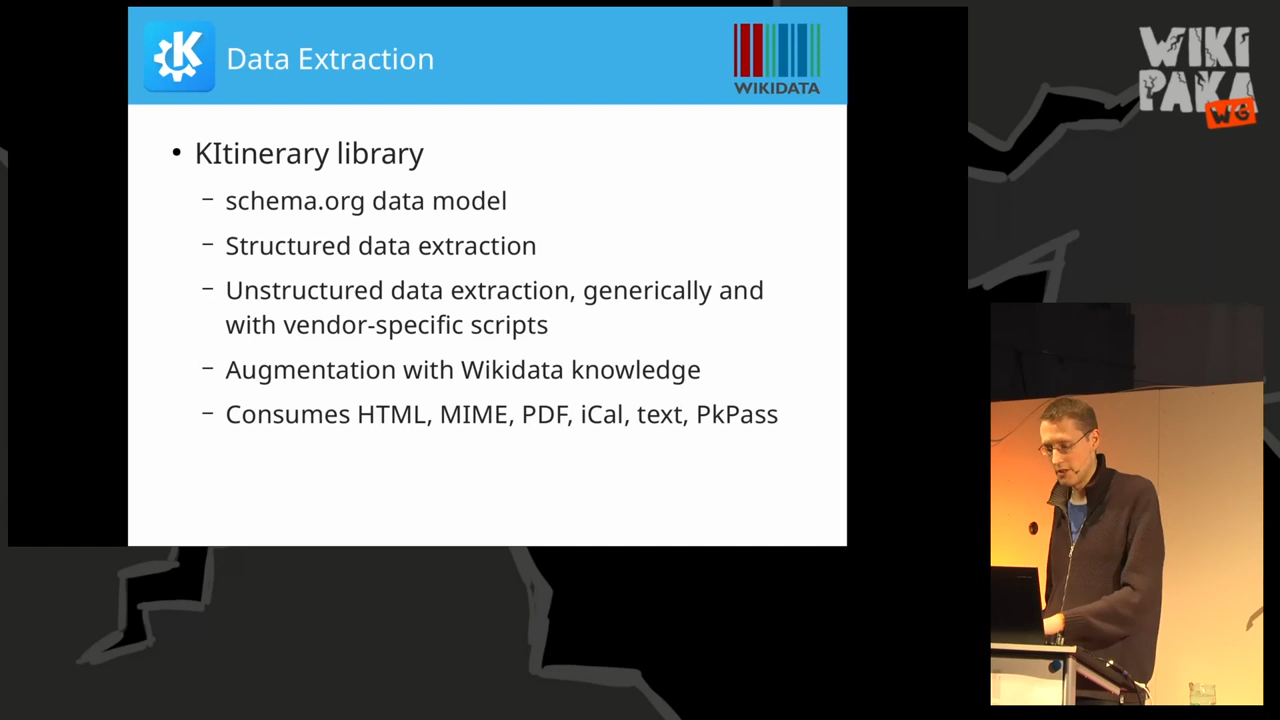 Data Extraction
WIKIDATA
WIKI
PAKA
WG
• KItinerary library
– schema.org data model
– Structured data extraction
– Unstructured data extraction, generically and
with vendor-specific scripts
– Augmentation with Wikidata knowledge
– Consumes HTML, MIME, PDF, iCal, text, PkPass